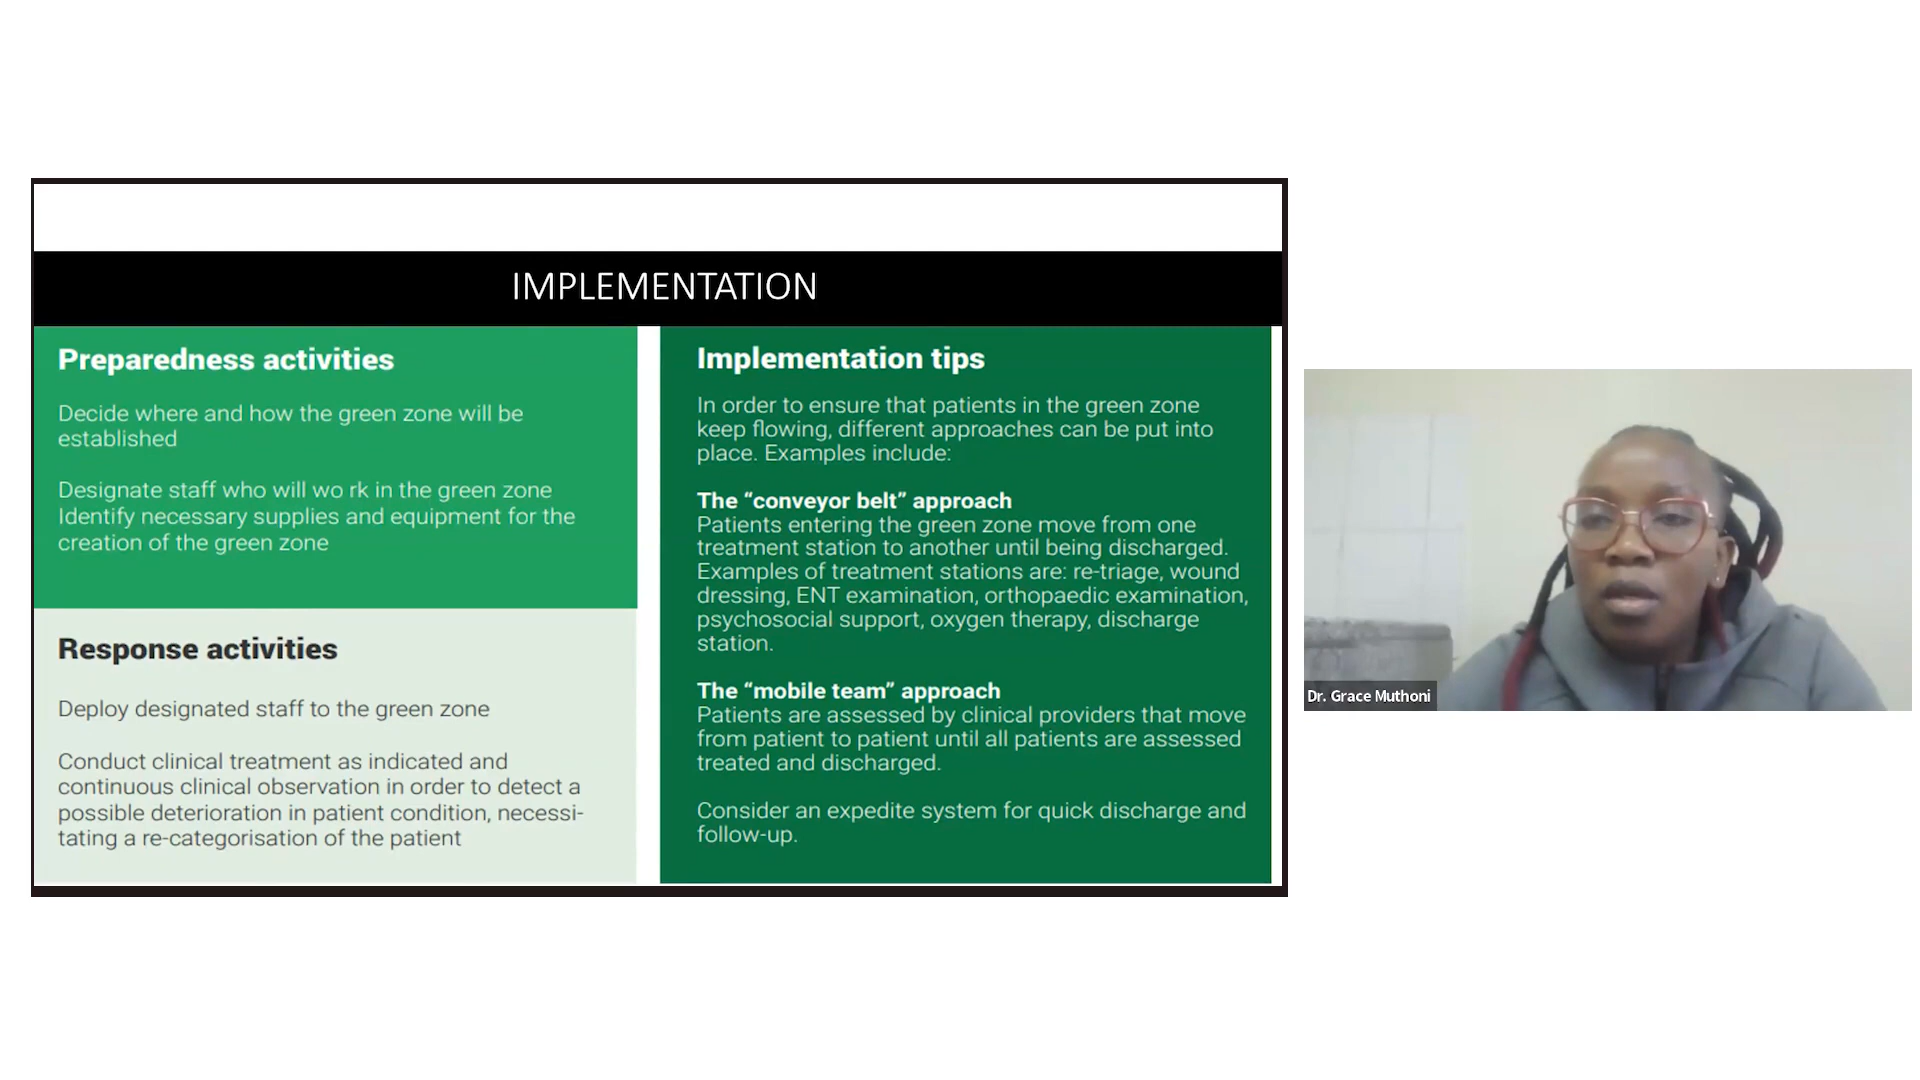 IMPLEMENTATION
Preparedness activities
Decide where and how the green zone will be
established
Designate staff who will wo rk in the green zone
Identify necessary supplies and equipment for the
creation of the green zone
Response activities
Deploy designated staff to the green zone
Conduct clinical treatment as indicated and
continuous clinical observation in order to detect a
possible deterioration in patient condition, necessi-
tating a re-categorisation of the patient
Implementation tips
In order to ensure that patients in the green zone
keep flowing, different approaches can be put into
place. Examples include:
The “conveyor belt” approach
Patients entering the green zone move from one
treatment station to another until being discharged.
Examples of treatment stations are: re-triage, wound
dressing, ENT examination, orthopaedic examination,
psychosocial support, oxygen therapy, discharge
station.
The “mobile team” approach
Patients are assessed by clinical providers that move
from patient to patient until all patients are assessed
treated and discharged.
Consider an expedite system for quick discharge and
follow-up.
Dr. Grace Muthoni